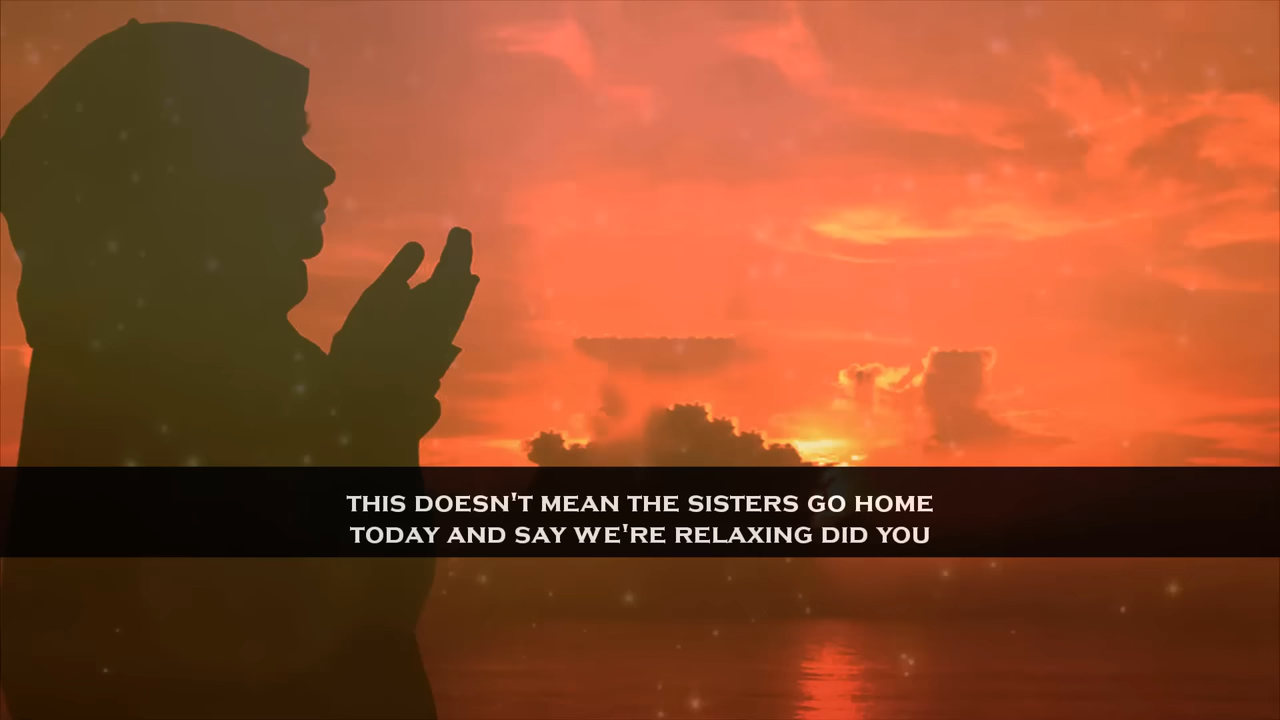 THIS DOESN'T MEAN THE SISTERS GO HOME
TODAY AND SAY WE'RE RELAXING DID YOU